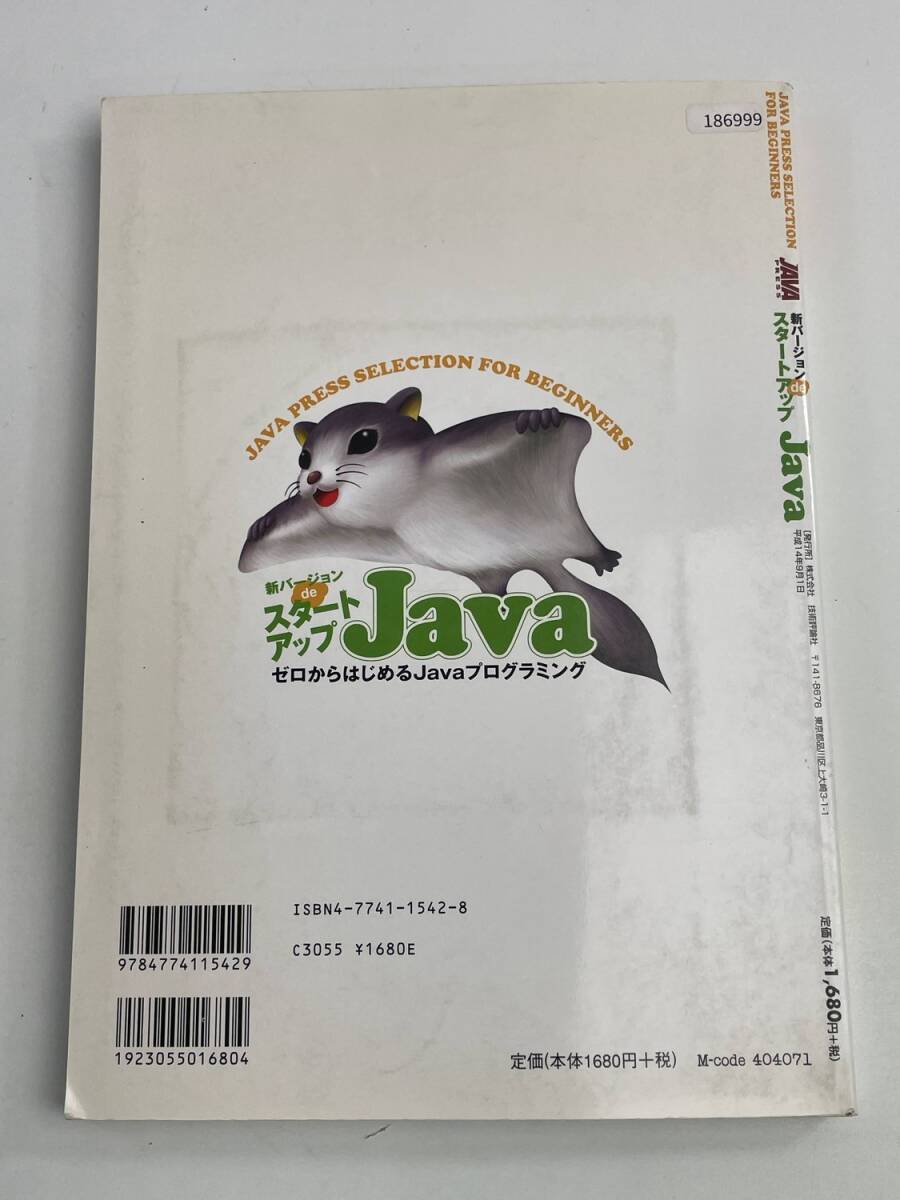 186999
JAVA PRESS SELECTION
FOR BEGINNERS
JAVA
PRESS
新バージョン
de
スタートアップ
Java
［発行所］株式会社 技術評論社 〒141-8676 東京都品川区上大崎3-1-1
平成14年9月1日
定価(本体1,680円+税)
JAVA PRESS SELECTION FOR BEGINNERS
新バージョン
de
スタート
アップ
Java
ゼロからはじめるJavaプログラミング
ISBN4-7741-1542-8
C3055 ¥1680E
9784774115429
1923055016804
定価(本体1680円+税) M-code 404071